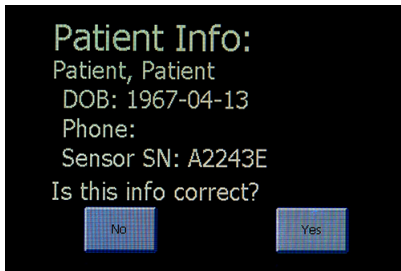 Patient Info:
Patient, Patient
DOB: 1967-04-13
Phone:
Sensor SN: A2243E
Is this info correct?
No Yes